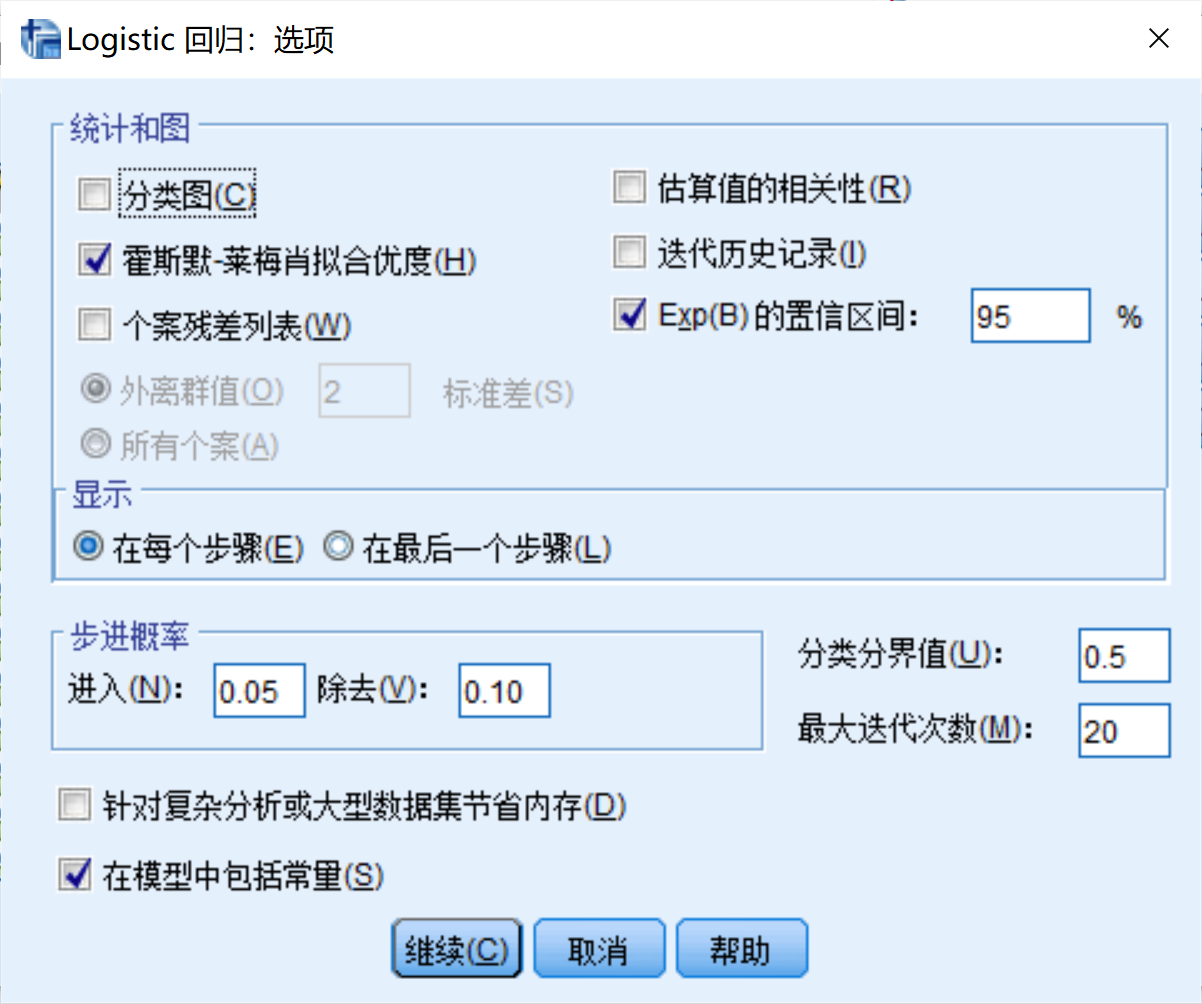 Logistic 回归：选项
统计和图
分类图(C)
估算值的相关性(R)
霍斯默-莱梅肖拟合优度(H)
迭代历史记录(I)
个案残差列表(W)
Exp(B) 的置信区间： 95 %
外离群值(O) 2 标准差(S)
所有个案(A)
显示
在每个步骤(E) 在最后一个步骤(L)
步进概率
进入(N)： 0.05 除去(V)： 0.10
分类分界值(U)： 0.5
最大迭代次数(M)： 20
针对复杂分析或大型数据集节省内存(D)
在模型中包括常量(S)
继续(C) 取消 帮助